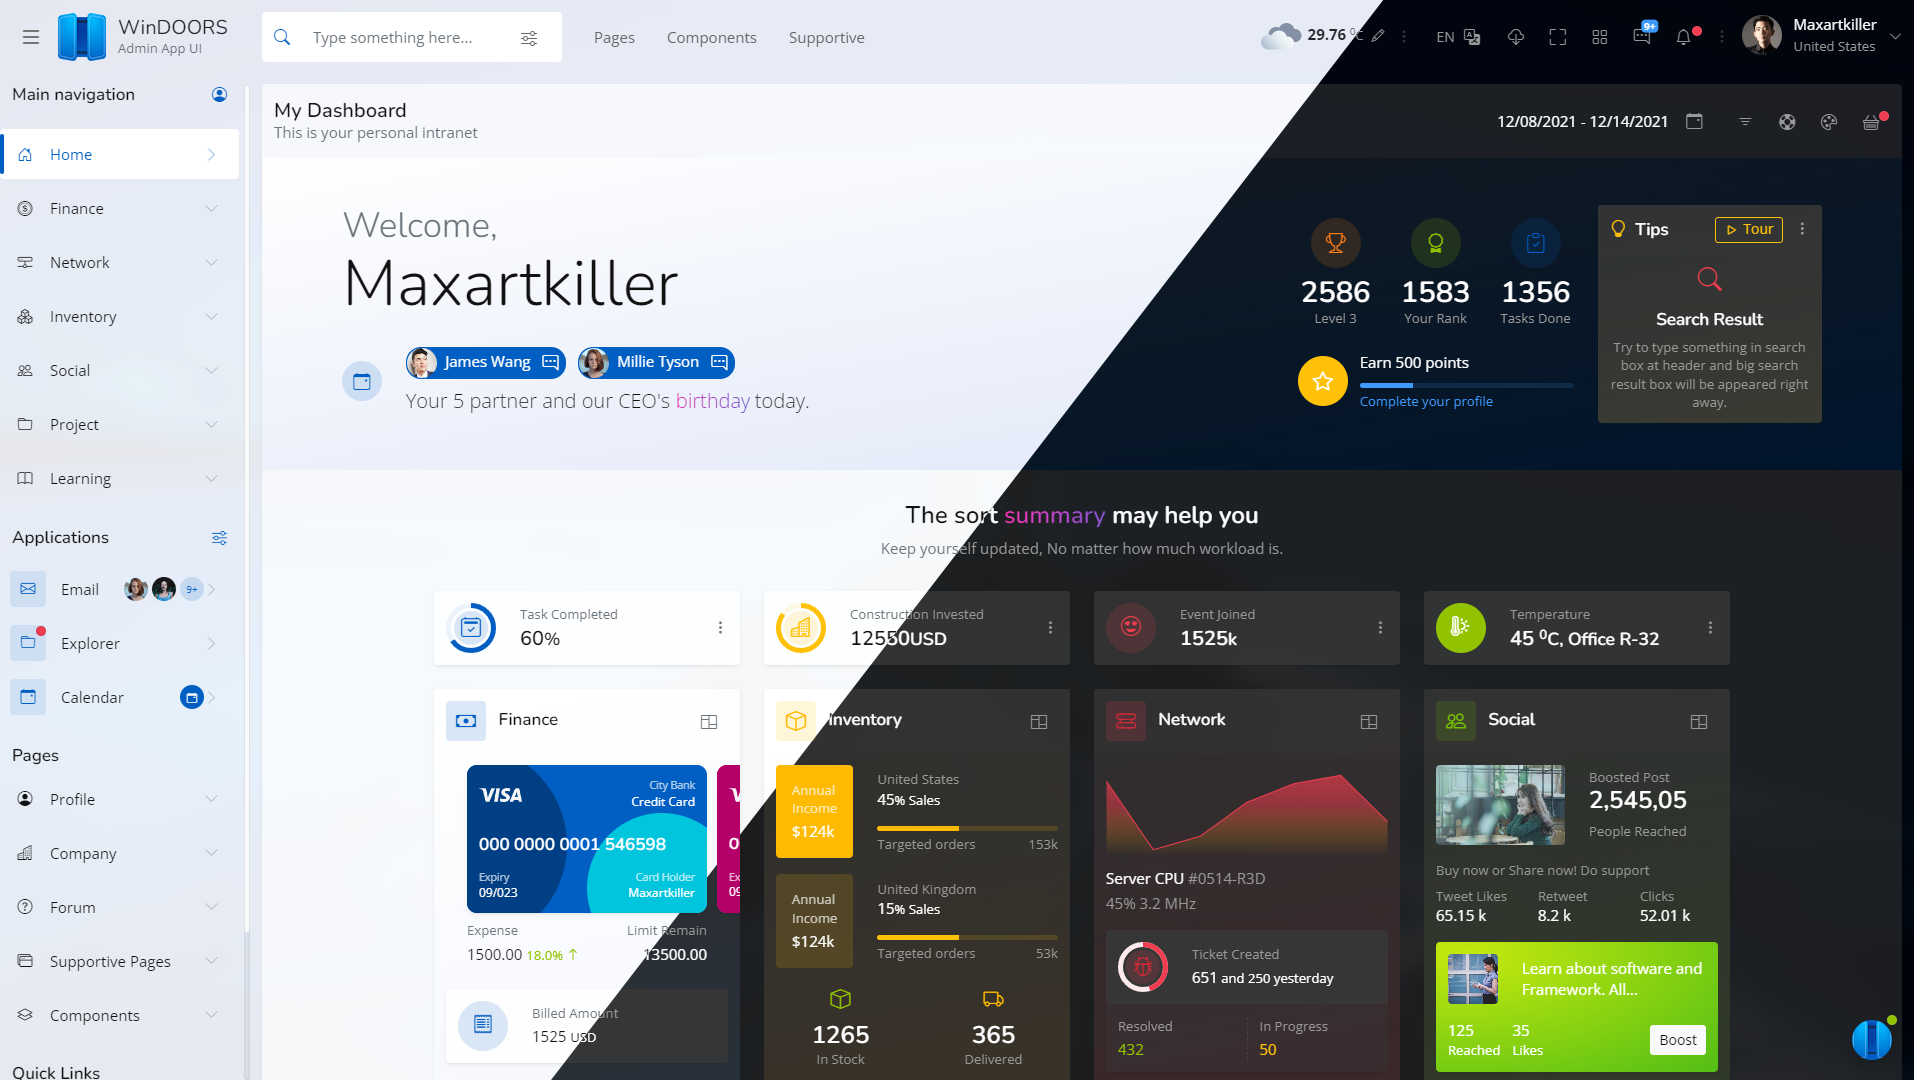 WinDOORS
Admin App UI
Type something here...
Pages
Components
Supportive
29.76 °C
EN
9+
Maxartkiller
United States
Main navigation
Home
Finance
Network
Inventory
Social
Project
Learning
Applications
Email
9+
Explorer
Calendar
Pages
Profile
Company
Forum
Supportive Pages
Components
Quick Links
My Dashboard
This is your personal intranet
12/08/2021 - 12/14/2021
Welcome,
Maxartkiller
James Wang
Millie Tyson
Your 5 partner and our CEO's birthday today.
2586
Level 3
1583
Your Rank
1356
Tasks Done
Earn 500 points
Complete your profile
Tips
Tour
Search Result
Try to type something in search
box at header and big search
result box will be appeared right
away.
The sort summary may help you
Keep yourself updated, No matter how much workload is.
Task Completed
60%
Construction Invested
12550USD
Event Joined
1525k
Temperature
45 ⁰C, Office R-32
Finance
VISA
City Bank
Credit Card
000 0000 0001 546598
Expiry
09/023
Card Holder
Maxartkiller
Expense
1500.00 18.0% ↑
Limit Remain
13500.00
Billed Amount
1525 USD
Inventory
Annual
Income
$124k
United States
45% Sales
Targeted orders
153k
Annual
Income
$124k
United Kingdom
15% Sales
Targeted orders
53k
1265
In Stock
365
Delivered
Network
Server CPU #0514-R3D
45% 3.2 MHz
Ticket Created
651 and 250 yesterday
Resolved
432
In Progress
50
Social
Boosted Post
2,545,05
People Reached
Buy now or Share now! Do support
Tweet Likes
65.15 k
Retweet
8.2 k
Clicks
52.01 k
Learn about software and
Framework. All...
125
Reached
35
Likes
Boost